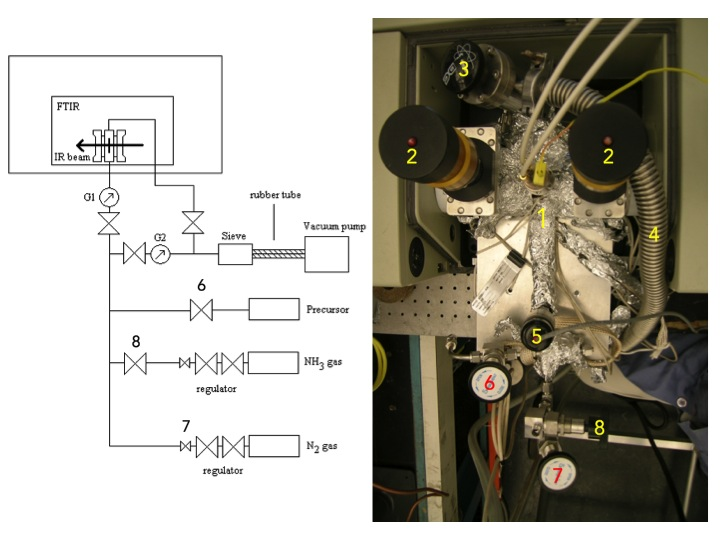 FTIR
IR beam
G1
G2
Sieve
rubber tube
Vacuum pump
6
Precursor
8
NH3 gas
regulator
7
N2 gas
regulator
3
2
2
1
4
5
6
8
7